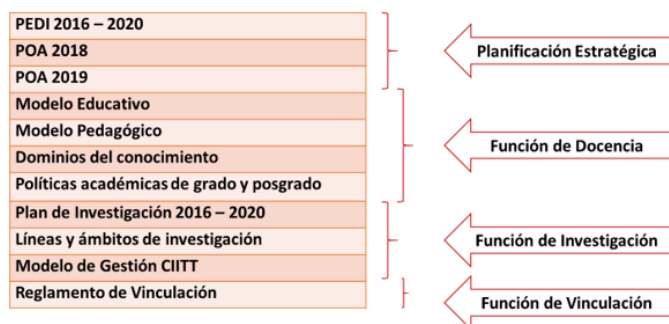 PEDI 2016 – 2020
POA 2018
POA 2019
Planificación Estratégica
Modelo Educativo
Modelo Pedagógico
Dominios del conocimiento
Políticas académicas de grado y posgrado
Función de Docencia
Plan de Investigación 2016 – 2020
Líneas y ámbitos de investigación
Modelo de Gestión CIITT
Función de Investigación
Reglamento de Vinculación
Función de Vinculación